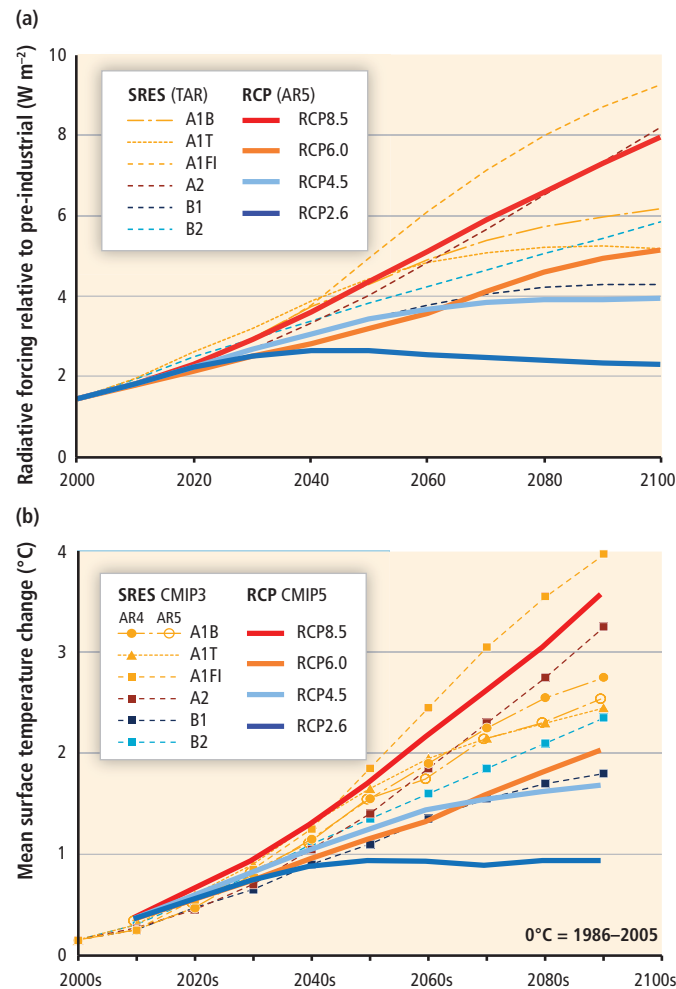 (a)
Radiative forcing relative to pre-industrial (W m–2)
10
8
6
4
2
0
SRES (TAR)
A1B
A1T
A1FI
A2
B1
B2
RCP (AR5)
RCP8.5
RCP6.0
RCP4.5
RCP2.6
2000
2020
2040
2060
2080
2100
(b)
Mean surface temperature change (°C)
4
3
2
1
0
SRES CMIP3
AR4 AR5
A1B
A1T
A1FI
A2
B1
B2
RCP CMIP5
RCP8.5
RCP6.0
RCP4.5
RCP2.6
0°C = 1986–2005
2000s
2020s
2040s
2060s
2080s
2100s